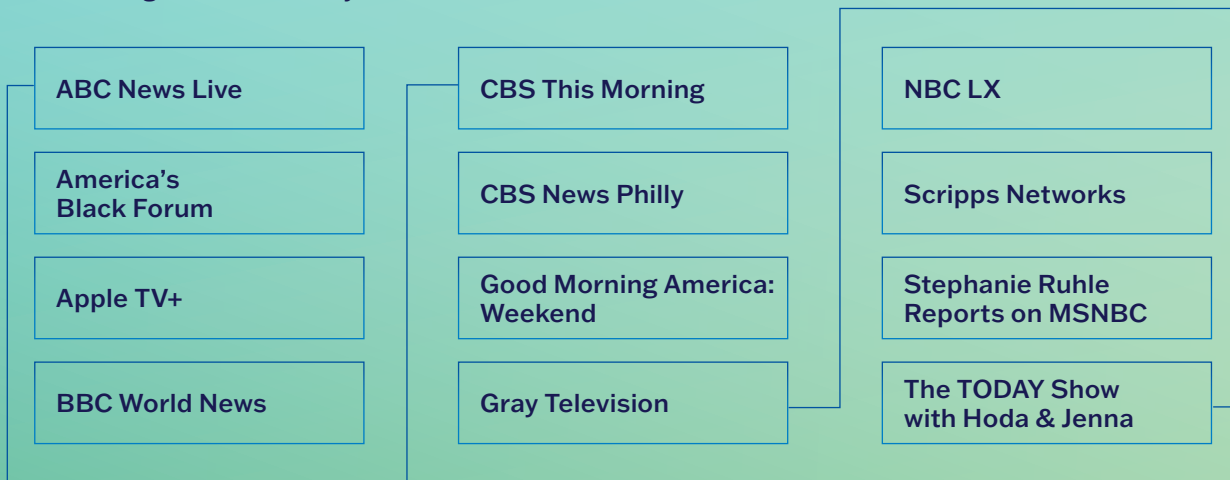 ABC News Live
America's
Black Forum
Apple TV+
BBC World News
CBS This Morning
CBS News Philly
Good Morning America:
Weekend
Gray Television
NBC LX
Scripps Networks
Stephanie Ruhle
Reports on MSNBC
The TODAY Show
with Hoda & Jenna